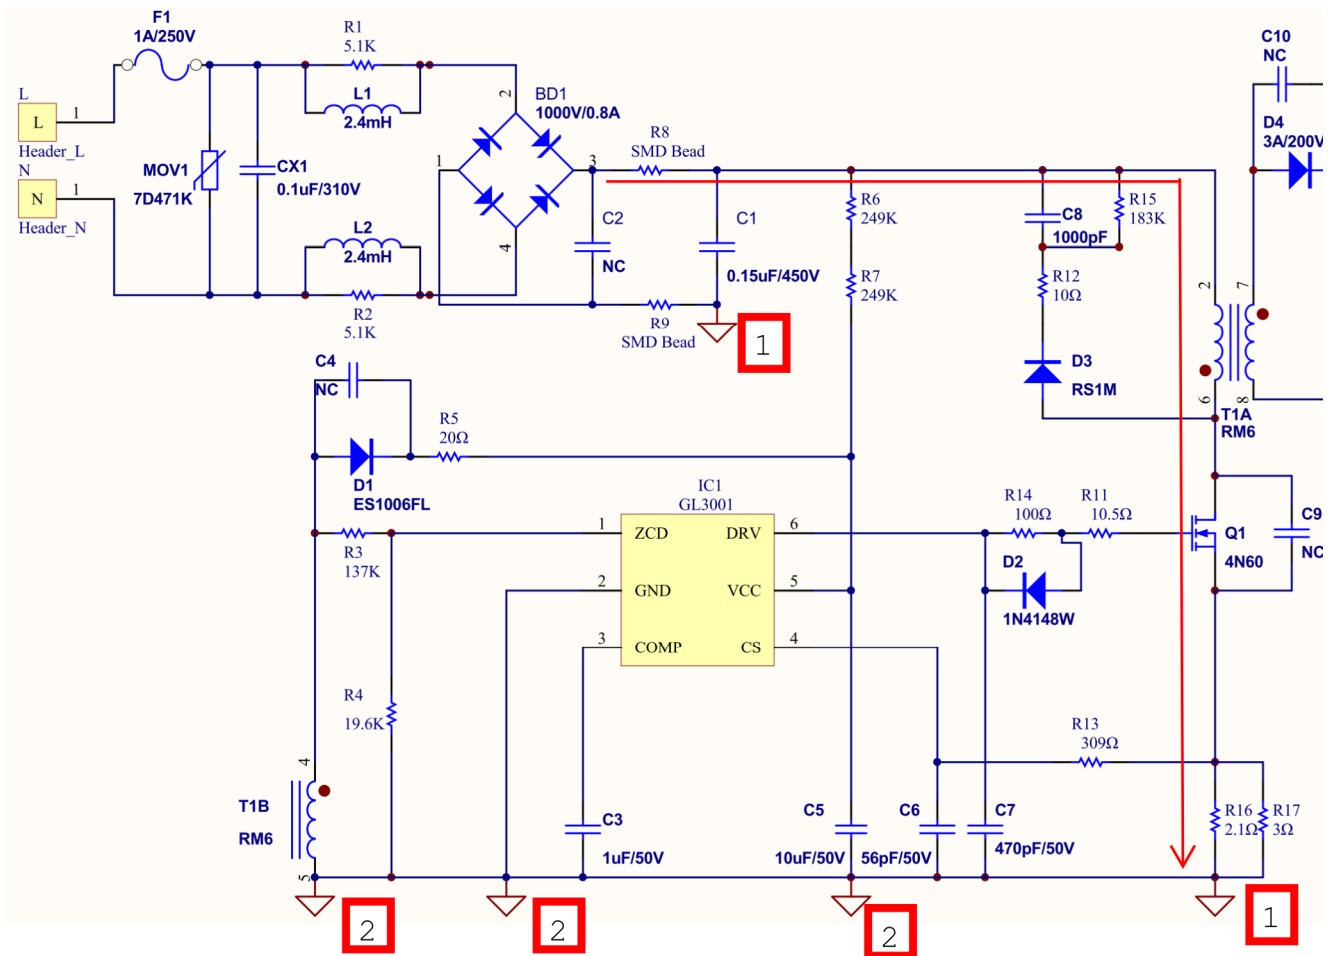 F1
1A/250V
R1
5.1K
L1
2.4mH
L
1
L
Header_L
N
1
N
Header_N
MOV1
7D471K
CX1
0.1uF/310V
L2
2.4mH
R2
5.1K
BD1
1000V/0.8A
2
1
3
4
R8
SMD Bead
C2
NC
C1
0.15uF/450V
R9
SMD Bead
1
R6
249K
R7
249K
C8
1000pF
R15
183K
R12
10Ω
D3
RS1M
C10
NC
D4
3A/200V
2
7
6
8
T1A
RM6
C4
NC
R5
20Ω
D1
ES1006FL
R3
137K
R4
19.6K
IC1
GL3001
1
ZCD
DRV
6
2
GND
VCC
5
3
COMP
CS
4
R14
100Ω
R11
10.5Ω
D2
1N4148W
Q1
4N60
C9
NC
R13
309Ω
4
T1B
RM6
5
C3
1uF/50V
C5
10uF/50V
C6
56pF/50V
C7
470pF/50V
R16
2.1Ω
R17
3Ω
2
2
2
1